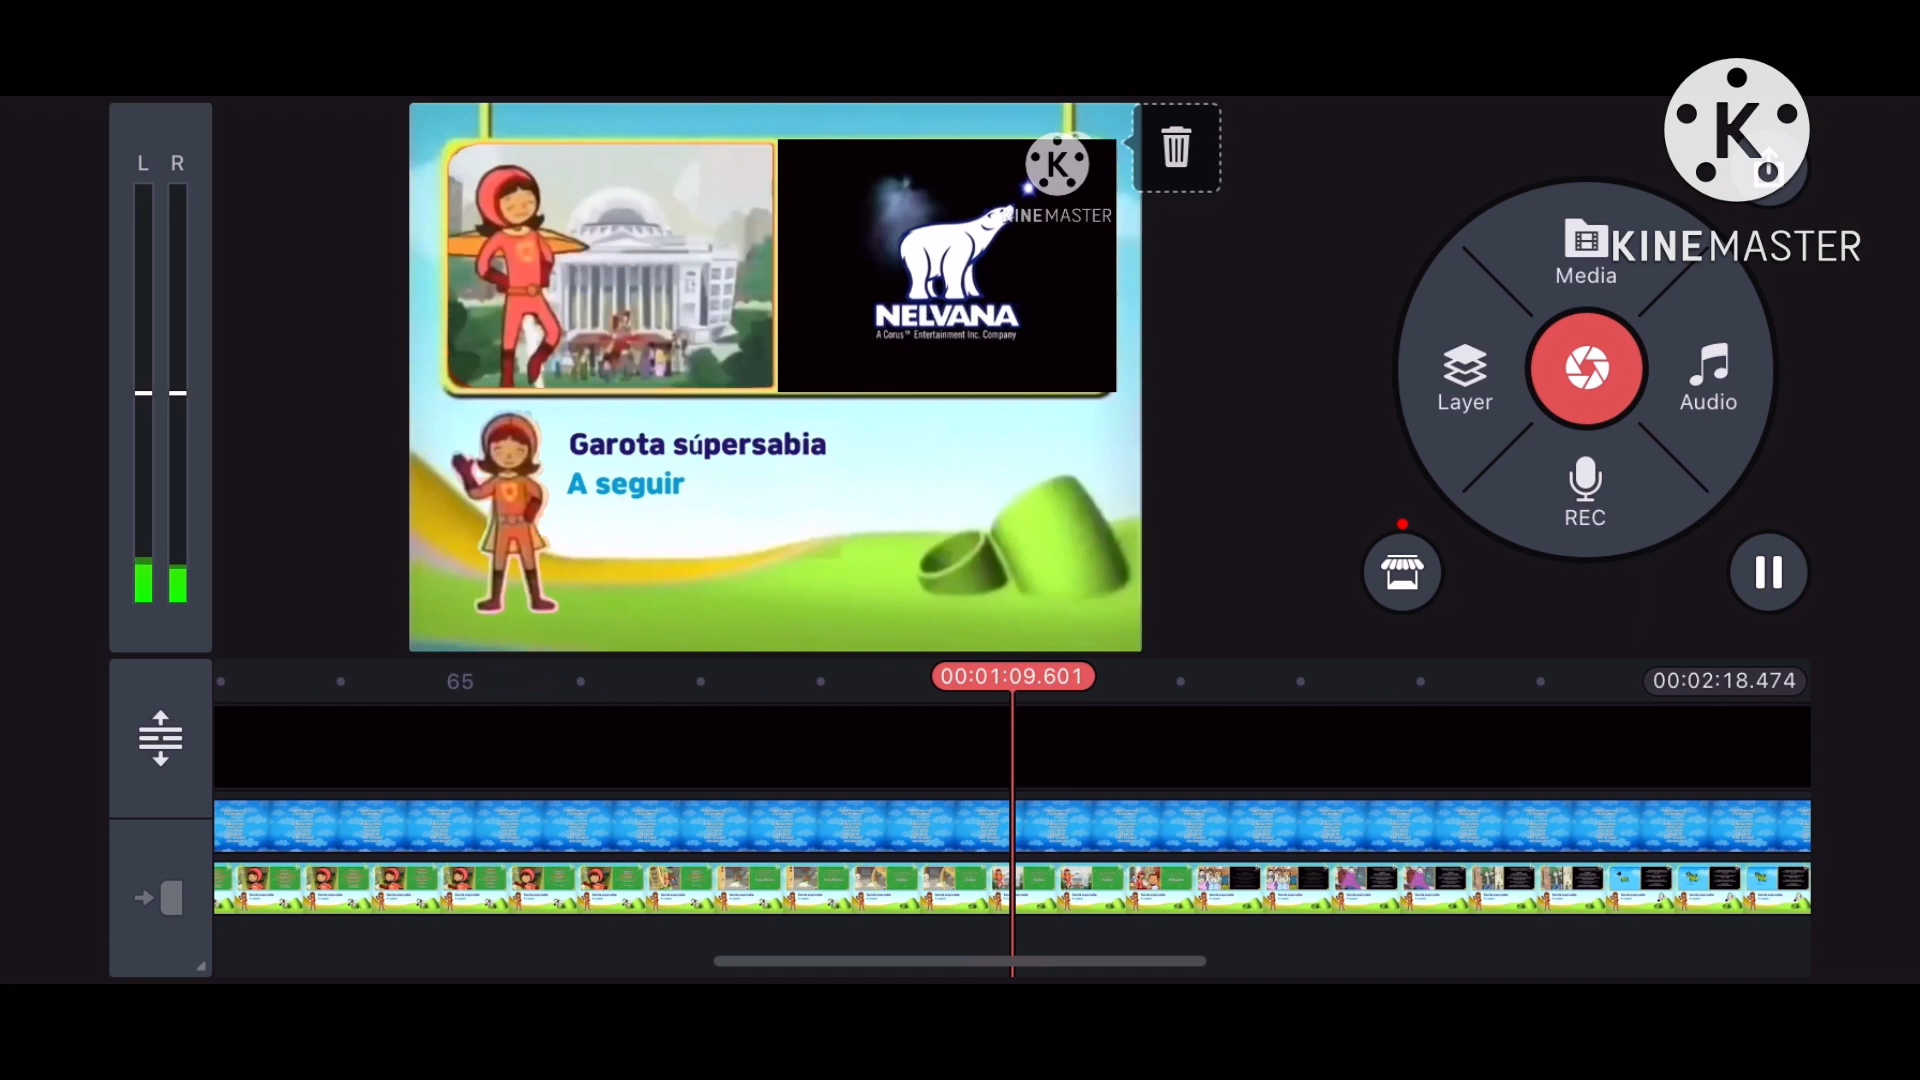 L R
K
KINEMASTER
NELVANA
A Corus™ Entertainment Inc. Company
Garota súpersabia
A seguir
K
KINEMASTER
Media
Layer
Audio
REC
65
00:01:09.601
00:02:18.474